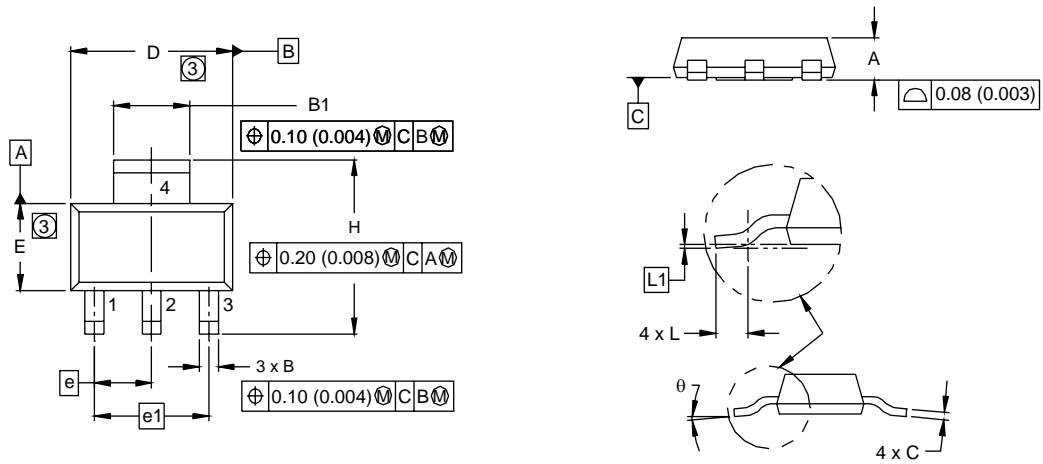 D
B
3
B1
⌖ 0.10 (0.004) Ⓜ C B Ⓜ
A
4
3
E
H
⌖ 0.20 (0.008) Ⓜ C A Ⓜ
1 2 3
3 x B
e
⌖ 0.10 (0.004) Ⓜ C B Ⓜ
e1
A
C
⌓ 0.08 (0.003)
L1
4 x L
θ
4 x C